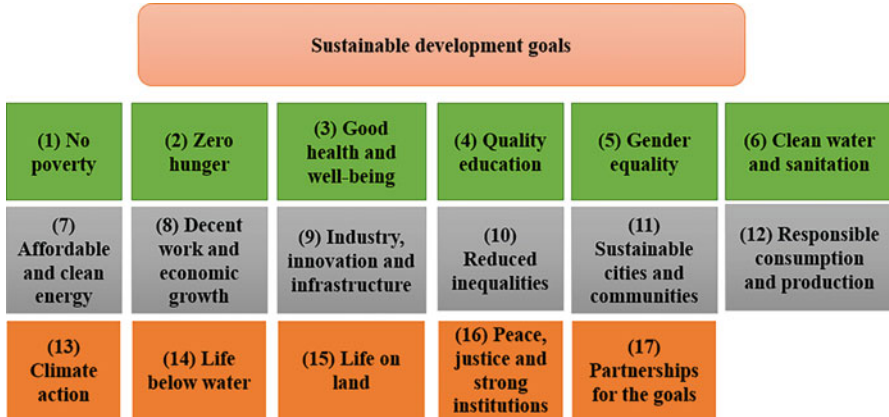 Sustainable development goals
(1) No
poverty
(2) Zero
hunger
(3) Good
health and
well-being
(4) Quality
education
(5) Gender
equality
(6) Clean water
and sanitation
(7)
Affordable
and clean
energy
(8) Decent
work and
economic
growth
(9) Industry,
innovation and
infrastructure
(10)
Reduced
inequalities
(11)
Sustainable
cities and
communities
(12) Responsible
consumption
and production
(13)
Climate
action
(14) Life
below water
(15) Life on
land
(16) Peace,
justice and
strong
institutions
(17)
Partnerships
for the goals